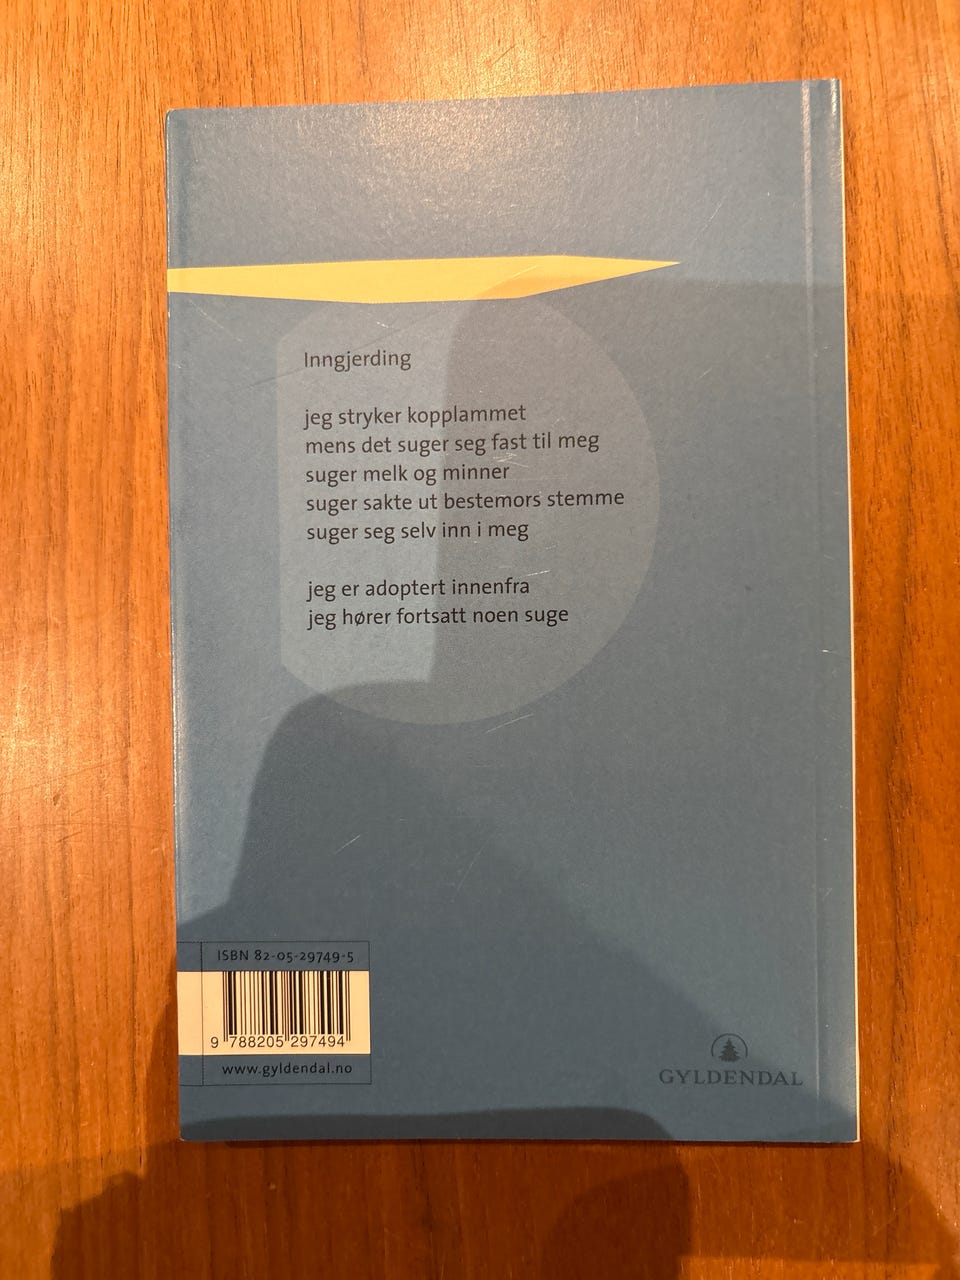 Inngjerding
jeg stryker kopplammet
mens det suger seg fast til meg
suger melk og minner
suger sakte ut bestemors stemme
suger seg selv inn i meg
jeg er adoptert innenfra
jeg hører fortsatt noen suge
ISBN 82-05-29749-5
9 788205 297494
www.gyldendal.no
GYLDENDAL